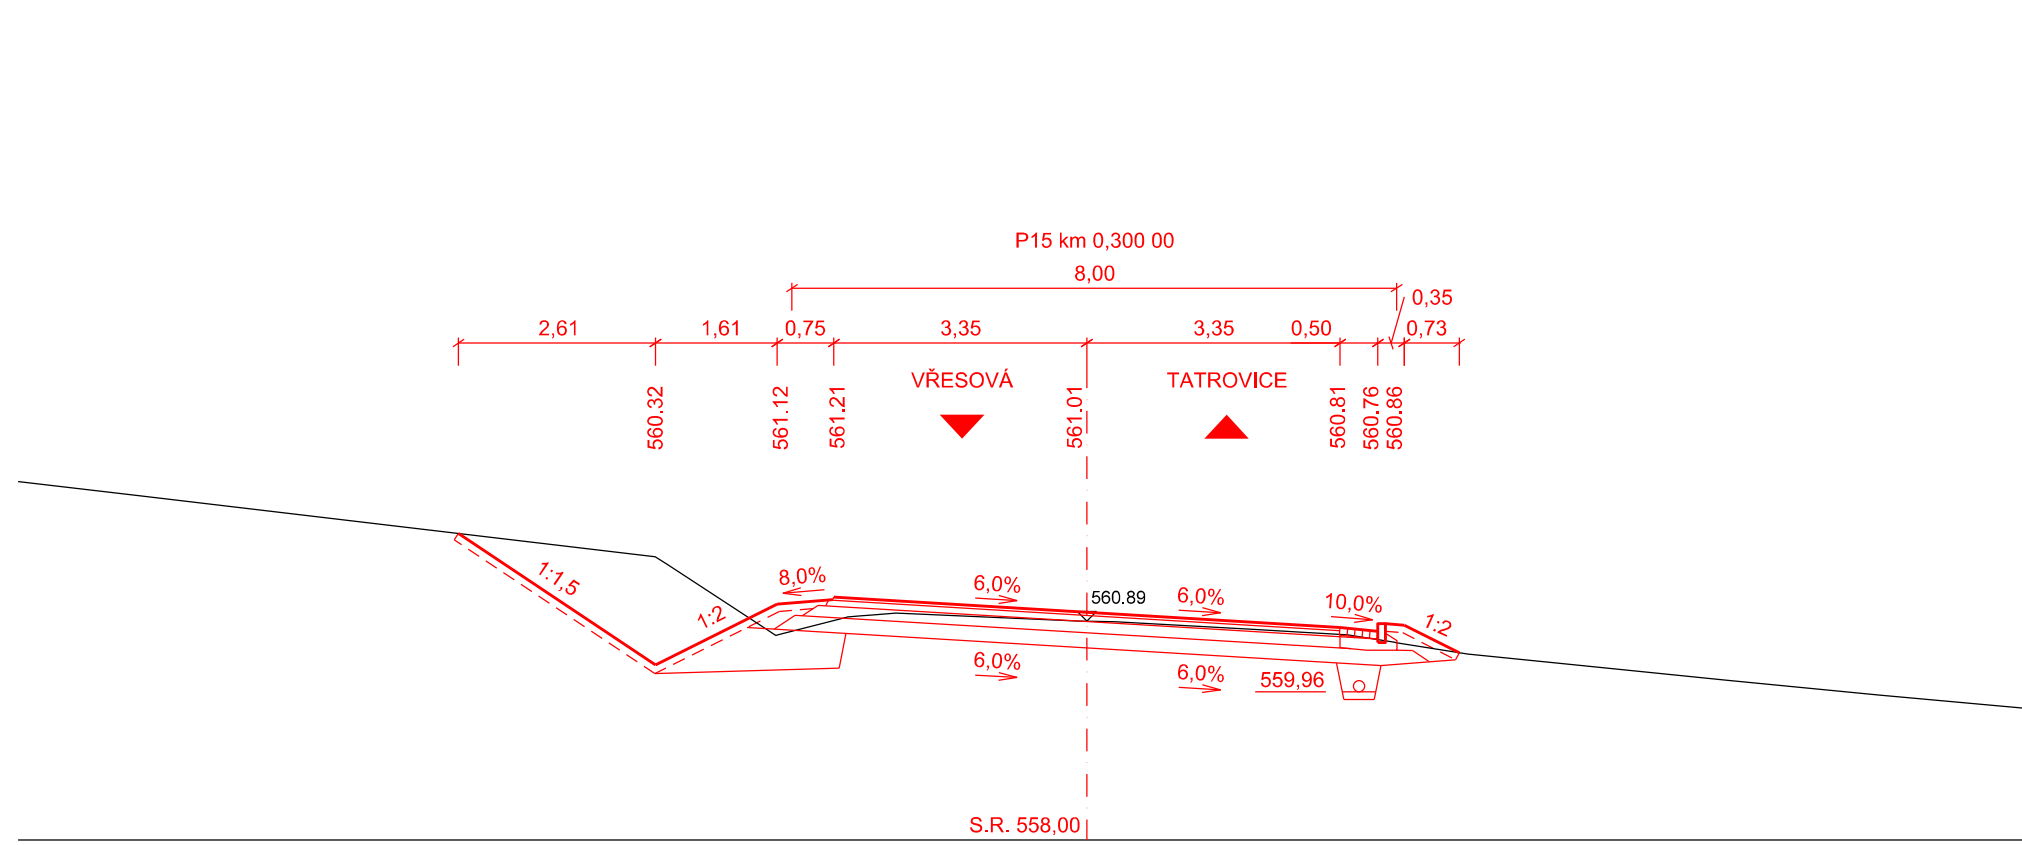 P15 km 0,300 00
8,00
0,35
2,61 1,61 0,75 3,35 3,35 0,50 0,73
VŘESOVÁ TATROVICE
560.32 561.12 561.21 561.01 560.81 560.76 560.86
1:1,5 1:2 8,0% 6,0% 560.89 6,0% 10,0% 1:2
6,0% 6,0% 559,96
S.R. 558,00